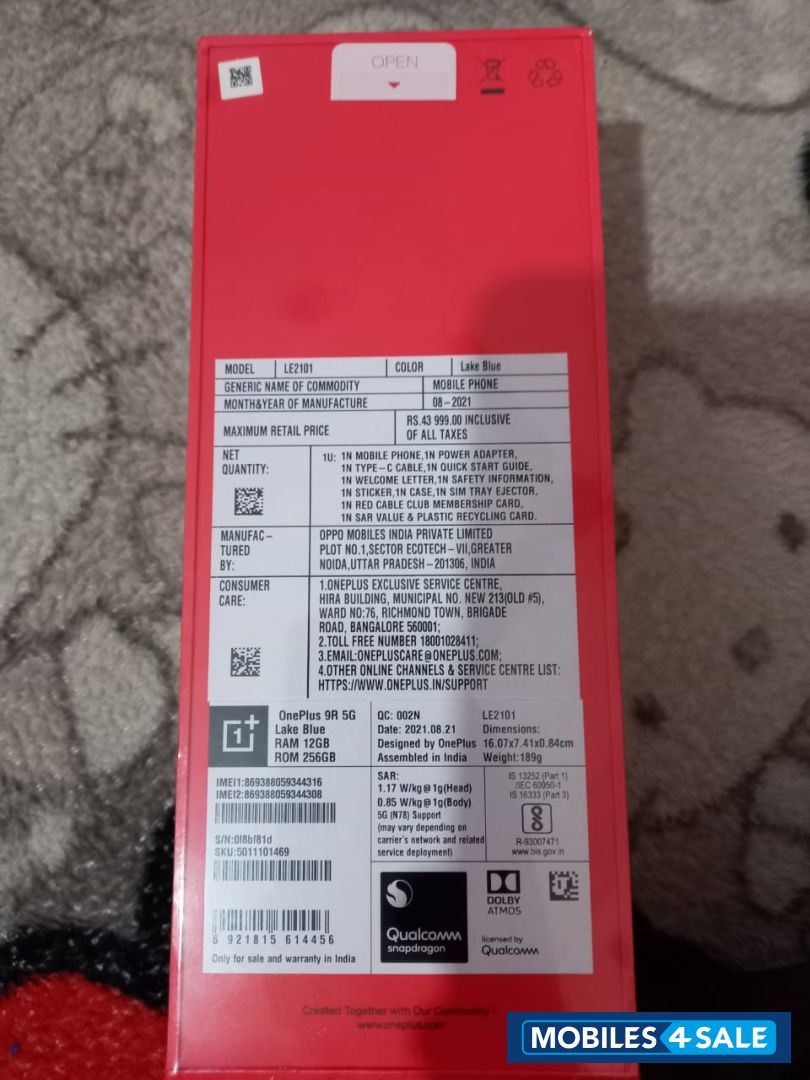 OPEN
MODEL LE2101 COLOR Lake Blue
GENERIC NAME OF COMMODITY MOBILE PHONE
MONTH&YEAR OF MANUFACTURE 08-2021
MAXIMUM RETAIL PRICE RS.43 999.00 INCLUSIVE
OF ALL TAXES
NET
QUANTITY:
1U: 1N MOBILE PHONE,1N POWER ADAPTER,
1N TYPE-C CABLE,1N QUICK START GUIDE,
1N WELCOME LETTER,1N SAFETY INFORMATION,
1N STICKER,1N CASE,1N SIM TRAY EJECTOR,
1N RED CABLE CLUB MEMBERSHIP CARD,
1N SAR VALUE & PLASTIC RECYCLING CARD.
MANUFAC-
TURED
BY:
OPPO MOBILES INDIA PRIVATE LIMITED
PLOT NO.1,SECTOR ECOTECH-VII,GREATER
NOIDA,UTTAR PRADESH-201306, INDIA
CONSUMER
CARE:
1.ONEPLUS EXCLUSIVE SERVICE CENTRE,
HIRA BUILDING, MUNICIPAL NO. NEW 213(OLD #5),
WARD NO:76, RICHMOND TOWN, BRIGADE
ROAD, BANGALORE 560001;
2.TOLL FREE NUMBER 18001028411;
3.EMAIL:ONEPLUSCARE@ONEPLUS.COM;
4.OTHER ONLINE CHANNELS & SERVICE CENTRE LIST:
HTTPS://WWW.ONEPLUS.IN/SUPPORT
1+
OnePlus 9R 5G
Lake Blue
RAM 12GB
ROM 256GB
QC: 002N LE2101
Date: 2021.08.21 Dimensions:
Designed by OnePlus 16.07x7.41x0.84cm
Assembled in India Weight:189g
IMEI1:869388059344316
IMEI2:869388059344308
S/N:0f8bf81d
SKU:5011101469
SAR:
1.17 W/kg@1g(Head)
0.85 W/kg@1g(Body)
5G (N78) Support
(may vary depending on
carrier's network and related
service deployment)
IS 13252 (Part 1)
/IEC 60950-1
IS 16333 (Part 3)
R-93007471
www.bis.gov.in
6 921815 614456
Only for sale and warranty in India
Qualcomm
snapdragon
DOLBY
ATMOS
licensed by
Qualcomm
Created Together with Our Community
www.oneplus.com
MOBILES 4 SALE